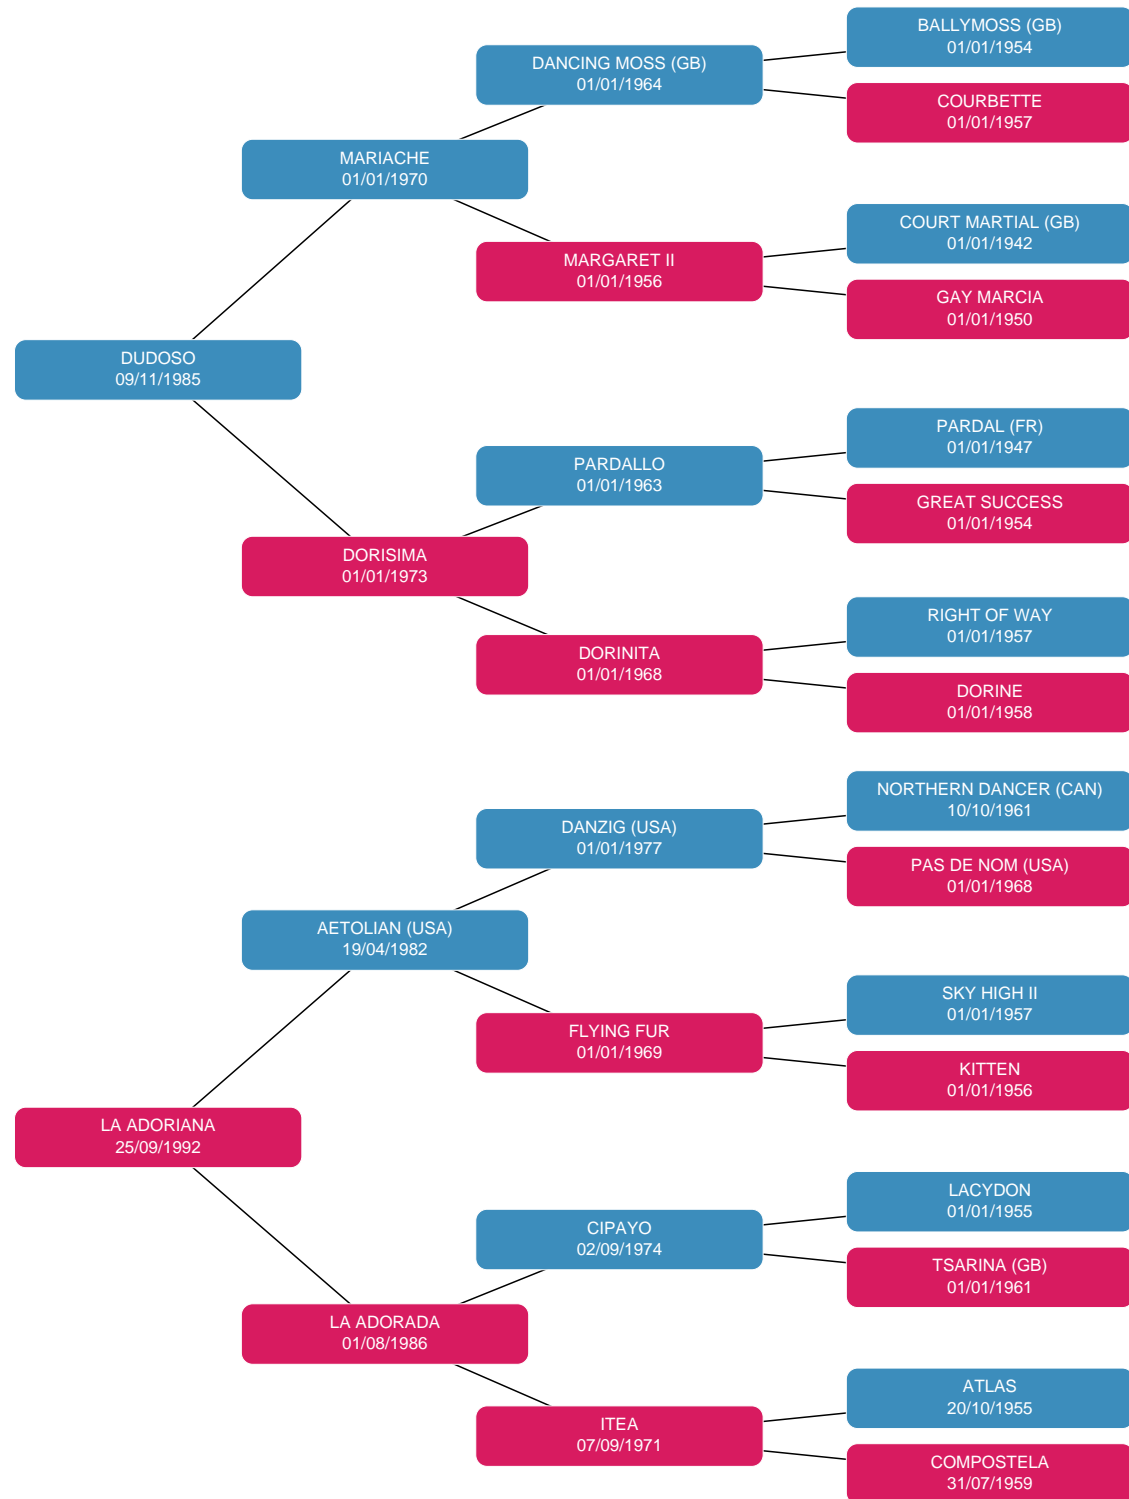 BALLYMOSS (GB)
01/01/1954
DANCING MOSS (GB)
01/01/1964
COURBETTE
01/01/1957
MARIACHE
01/01/1970
COURT MARTIAL (GB)
01/01/1942
MARGARET II
01/01/1956
GAY MARCIA
01/01/1950
DUDOSO
09/11/1985
PARDAL (FR)
01/01/1947
PARDALLO
01/01/1963
GREAT SUCCESS
01/01/1954
DORISIMA
01/01/1973
RIGHT OF WAY
01/01/1957
DORINITA
01/01/1968
DORINE
01/01/1958
NORTHERN DANCER (CAN)
10/10/1961
DANZIG (USA)
01/01/1977
PAS DE NOM (USA)
01/01/1968
AETOLIAN (USA)
19/04/1982
SKY HIGH II
01/01/1957
FLYING FUR
01/01/1969
KITTEN
01/01/1956
LA ADORIANA
25/09/1992
LACYDON
01/01/1955
CIPAYO
02/09/1974
TSARINA (GB)
01/01/1961
LA ADORADA
01/08/1986
ATLAS
20/10/1955
ITEA
07/09/1971
COMPOSTELA
31/07/1959